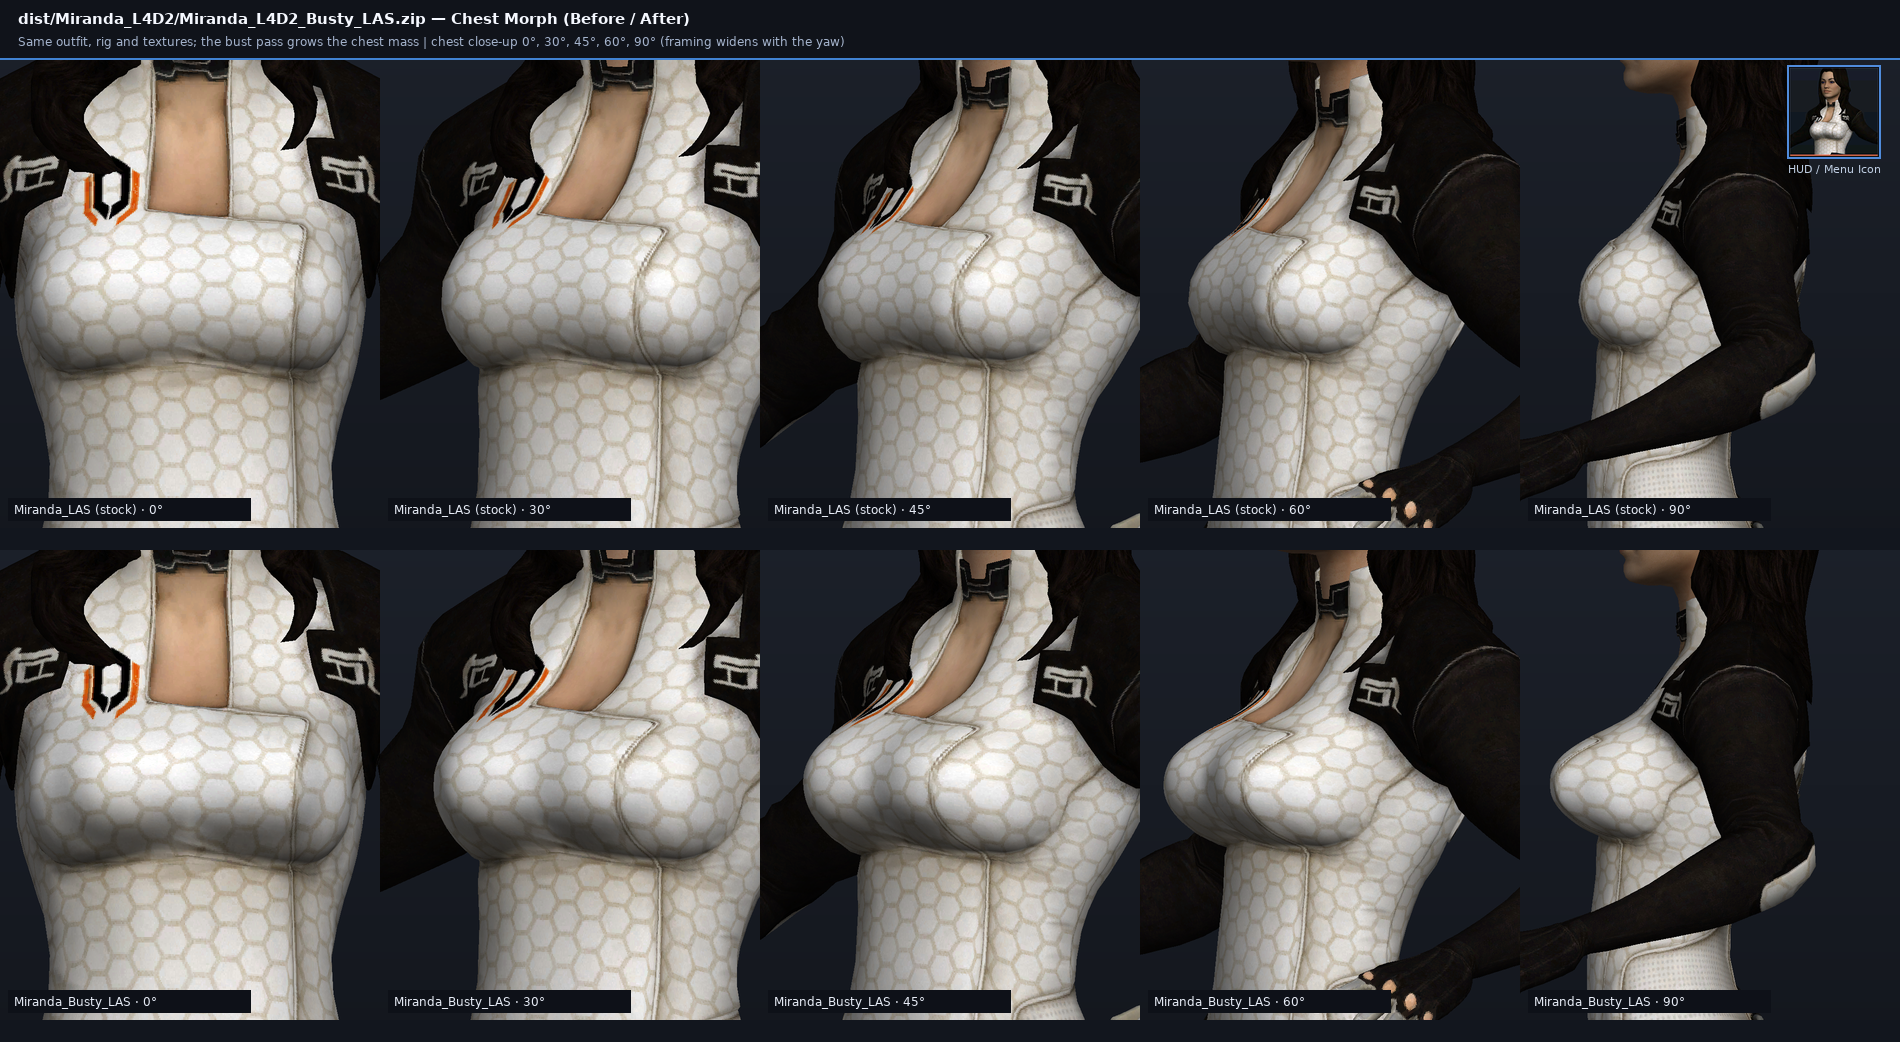 dist/Miranda_L4D2/Miranda_L4D2_Busty_LAS.zip — Chest Morph (Before / After)
Same outfit, rig and textures; the bust pass grows the chest mass | chest close-up 0°, 30°, 45°, 60°, 90° (framing widens with the yaw)
HUD / Menu Icon
Miranda_LAS (stock) · 0°
Miranda_LAS (stock) · 30°
Miranda_LAS (stock) · 45°
Miranda_LAS (stock) · 60°
Miranda_LAS (stock) · 90°
Miranda_Busty_LAS · 0°
Miranda_Busty_LAS · 30°
Miranda_Busty_LAS · 45°
Miranda_Busty_LAS · 60°
Miranda_Busty_LAS · 90°